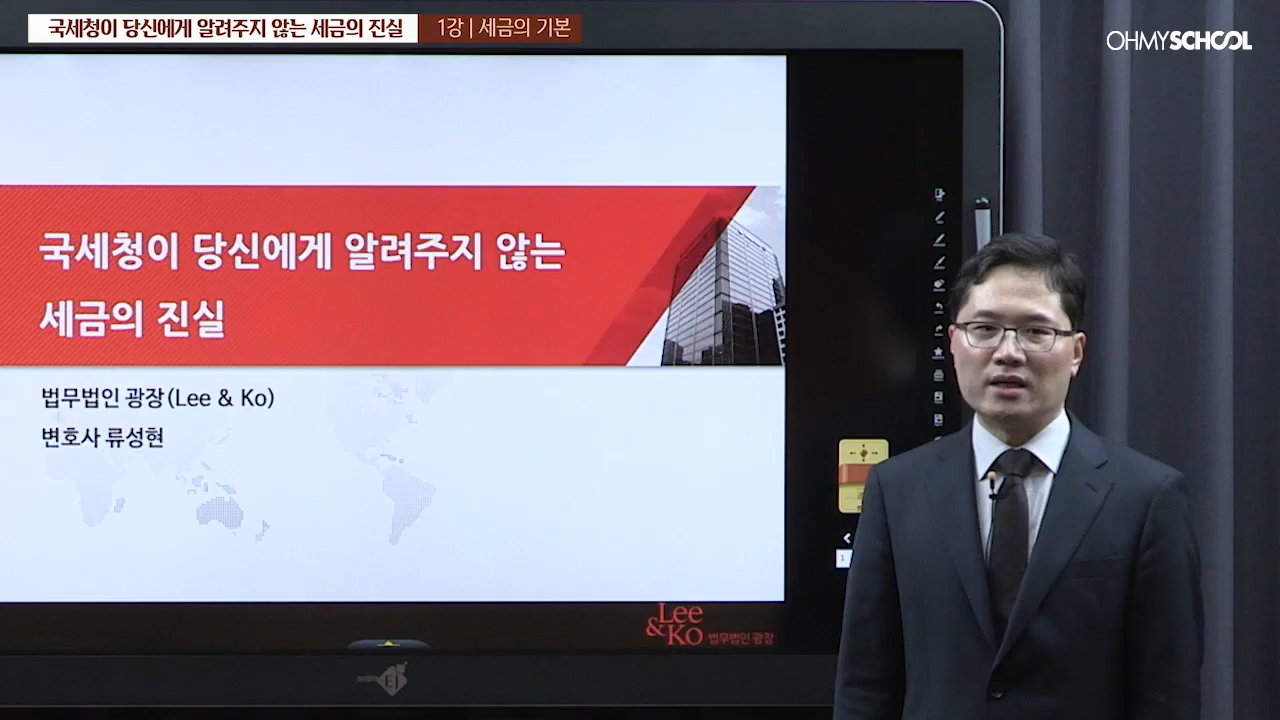 국세청이 당신에게 알려주지 않는 세금의 진실
1강 | 세금의 기본
OHMYSCHOOL
국세청이 당신에게 알려주지 않는
세금의 진실
법무법인 광장(Lee & Ko)
변호사 류성현
Lee
&Ko 법무법인 광장
EJ
1